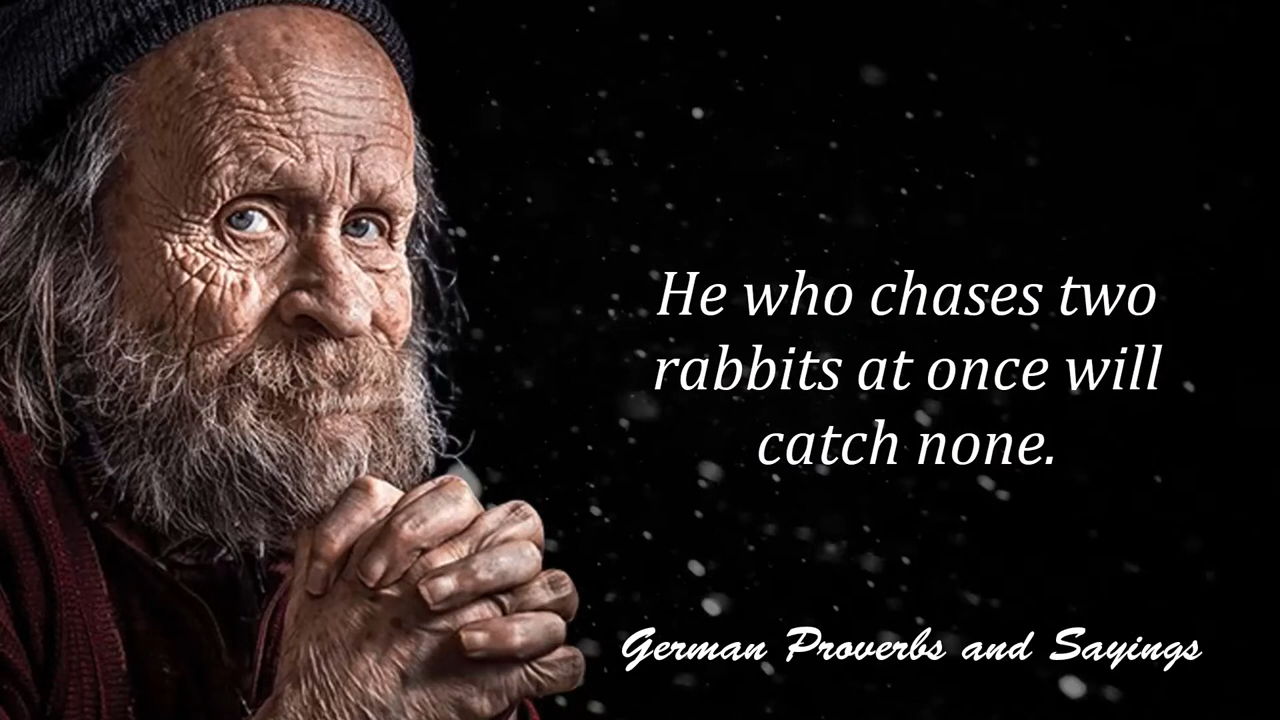 He who chases two
rabbits at once will
catch none.
German Proverbs and Sayings